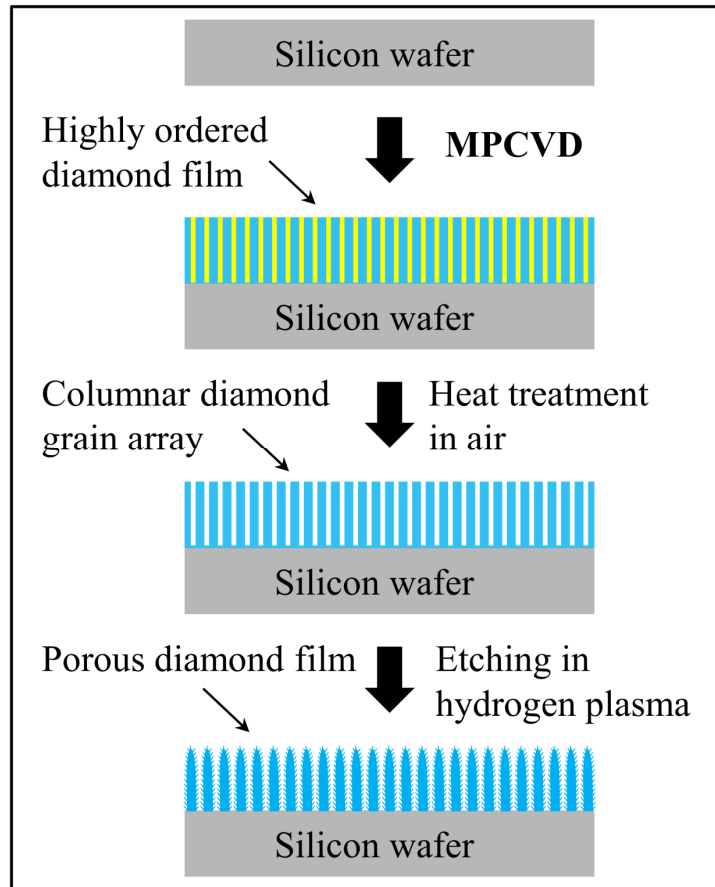 Silicon wafer
MPCVD
Highly ordered
diamond film
Silicon wafer
Columnar diamond
grain array
Heat treatment
in air
Silicon wafer
Porous diamond film
Etching in
hydrogen plasma
Silicon wafer